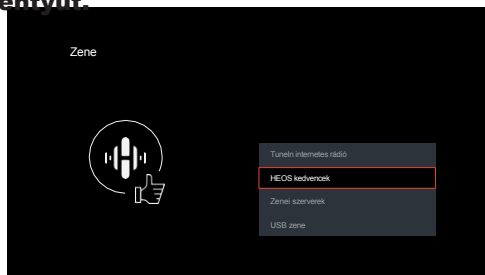 Zene
TuneIn internetes rádió
HEOS kedvencek
Zenei szerverek
USB zene